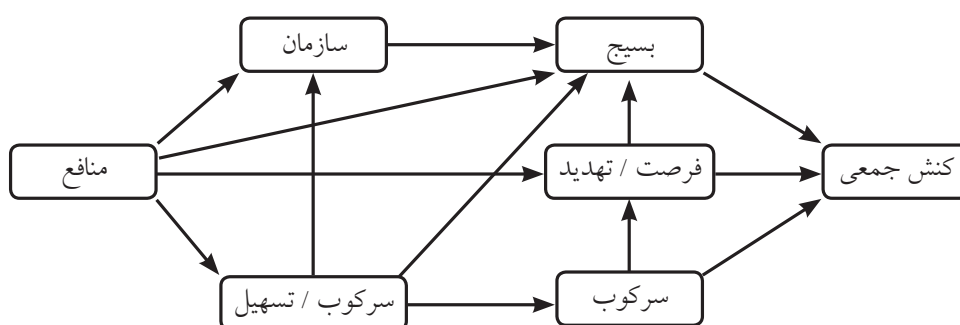 سازمان
بسیج
منافع
فرصت / تهدید
کنش جمعی
سرکوب / تسهیل
سرکوب